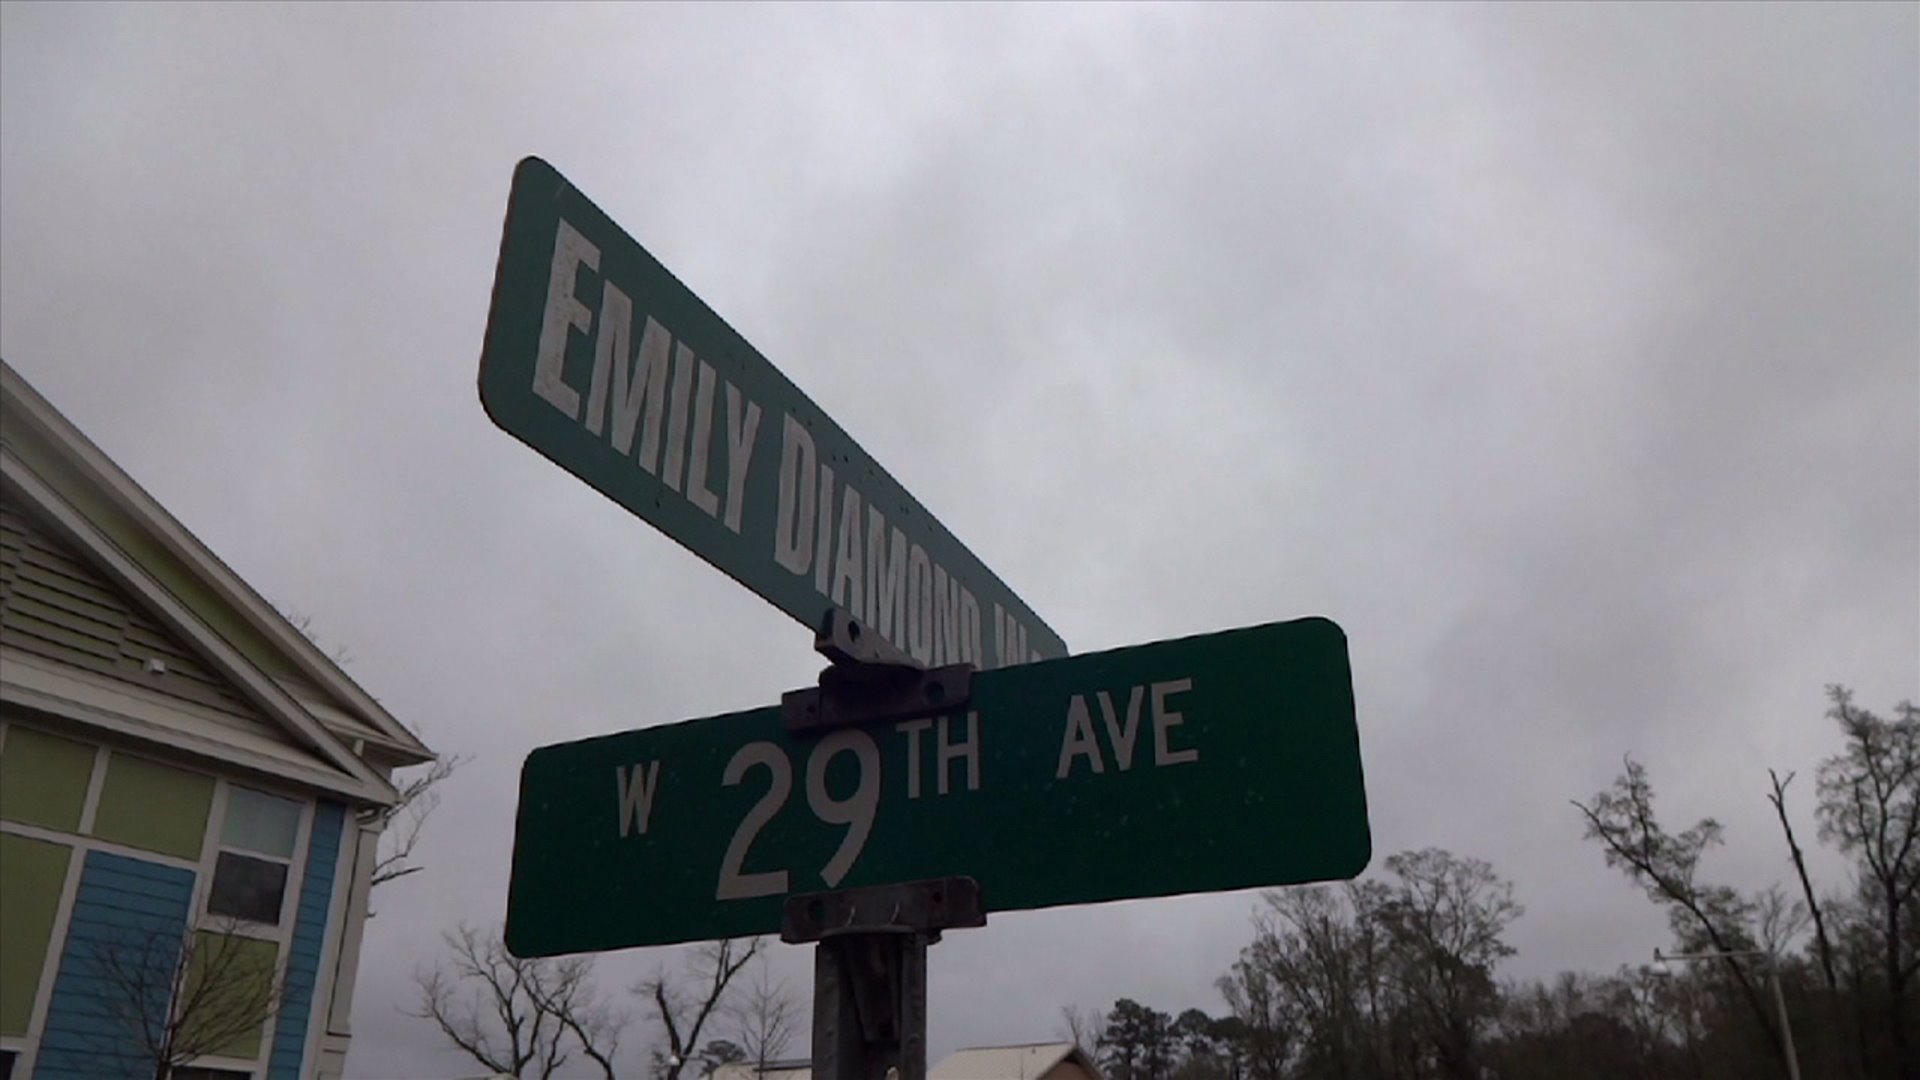 EMILY DIAMOND
W 29TH AVE